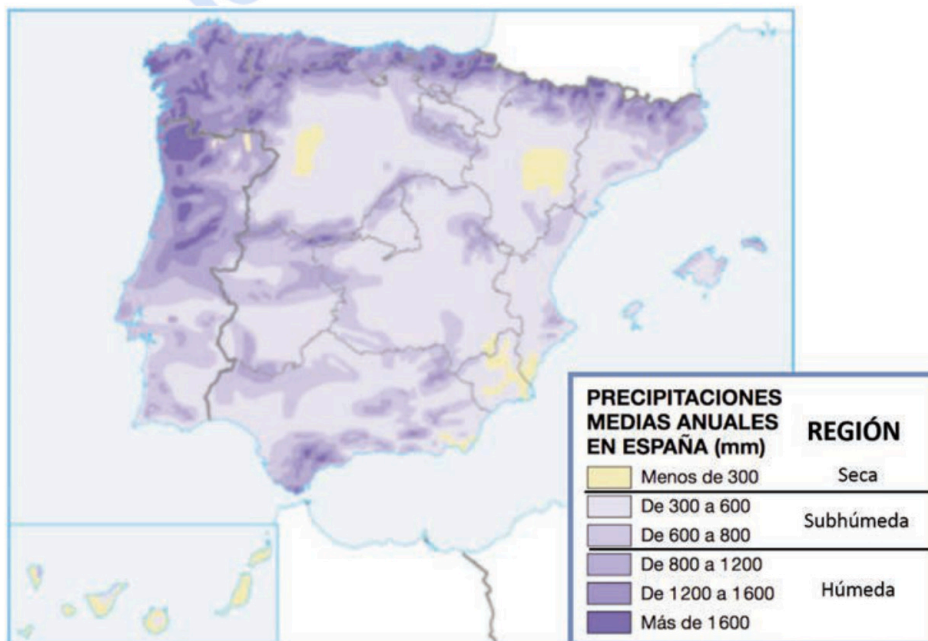 PRECIPITACIONES
MEDIAS ANUALES
EN ESPAÑA (mm)
REGIÓN
Menos de 300
Seca
De 300 a 600
De 600 a 800
Subhúmeda
De 800 a 1200
De 1200 a 1600
Más de 1600
Húmeda